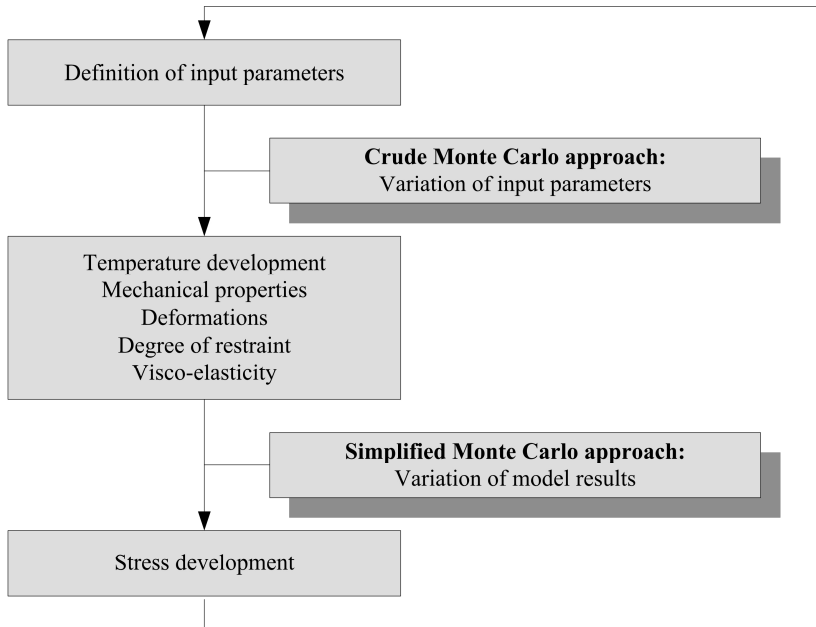 Definition of input parameters
Crude Monte Carlo approach:
Variation of input parameters
Temperature development
Mechanical properties
Deformations
Degree of restraint
Visco-elasticity
Simplified Monte Carlo approach:
Variation of model results
Stress development